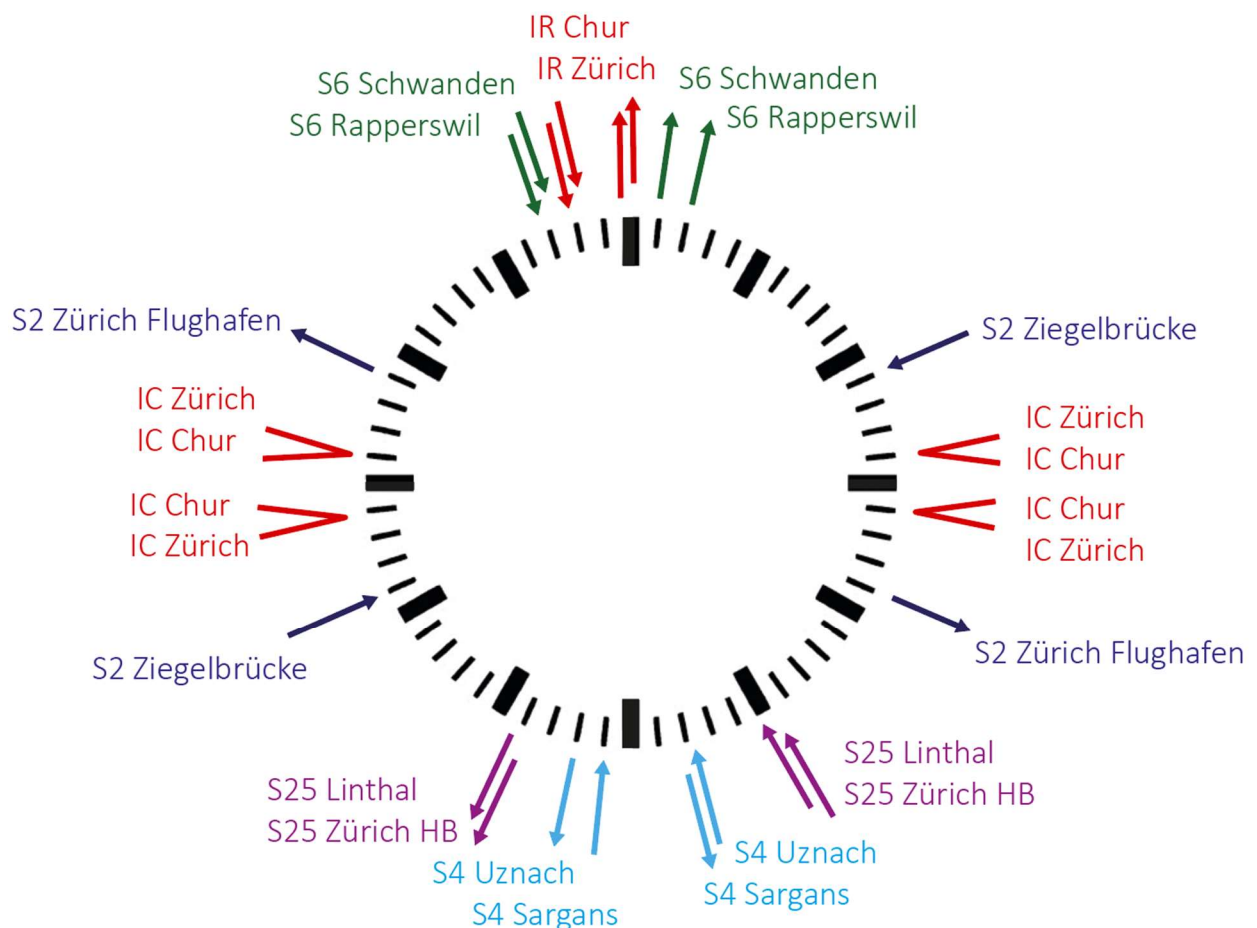 IR Chur
IR Zürich
S6 Schwanden
S6 Rapperswil
S6 Schwanden
S6 Rapperswil
S2 Zürich Flughafen
S2 Ziegelbrücke
IC Zürich
IC Chur
IC Zürich
IC Chur
IC Chur
IC Zürich
IC Chur
IC Zürich
S2 Ziegelbrücke
S2 Zürich Flughafen
S25 Linthal
S25 Zürich HB
S25 Linthal
S25 Zürich HB
S4 Uznach
S4 Sargans
S4 Uznach
S4 Sargans